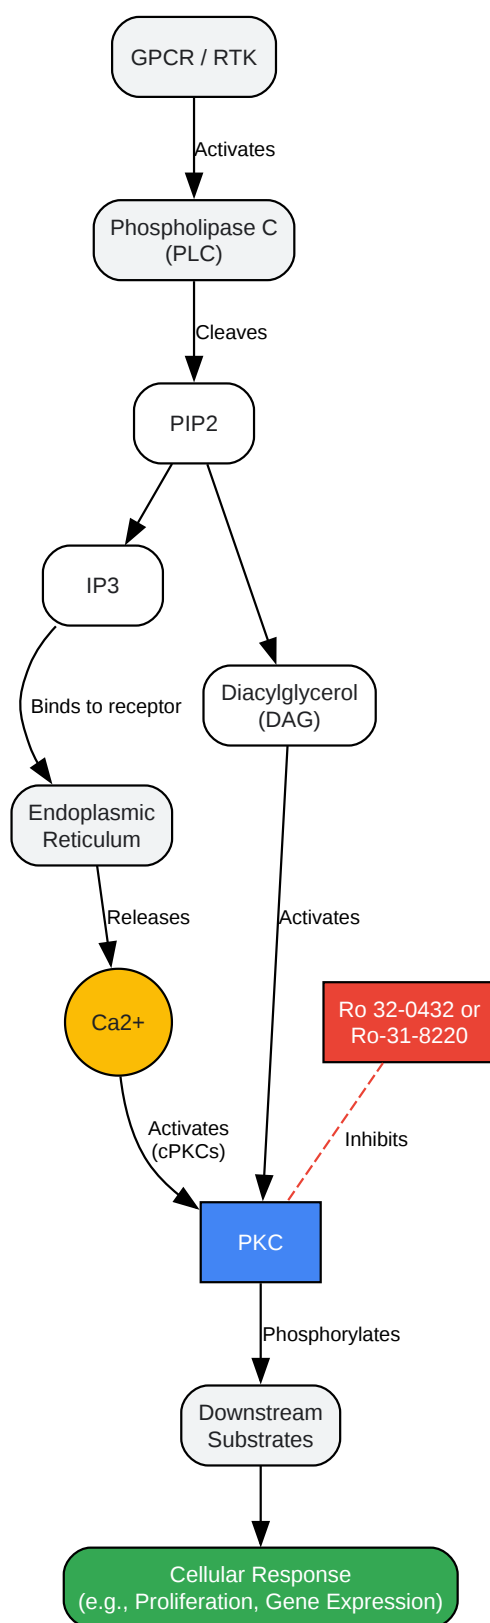 GPCR / RTK
Activates
Phospholipase C
(PLC)
Cleaves
PIP2
IP3
Diacylglycerol
(DAG)
Binds to receptor
Endoplasmic
Reticulum
Releases
Activates
Ca2+
Ro 32-0432 or
Ro-31-8220
Activates
(cPKCs)
Inhibits
PKC
Phosphorylates
Downstream
Substrates
Cellular Response
(e.g., Proliferation, Gene Expression)